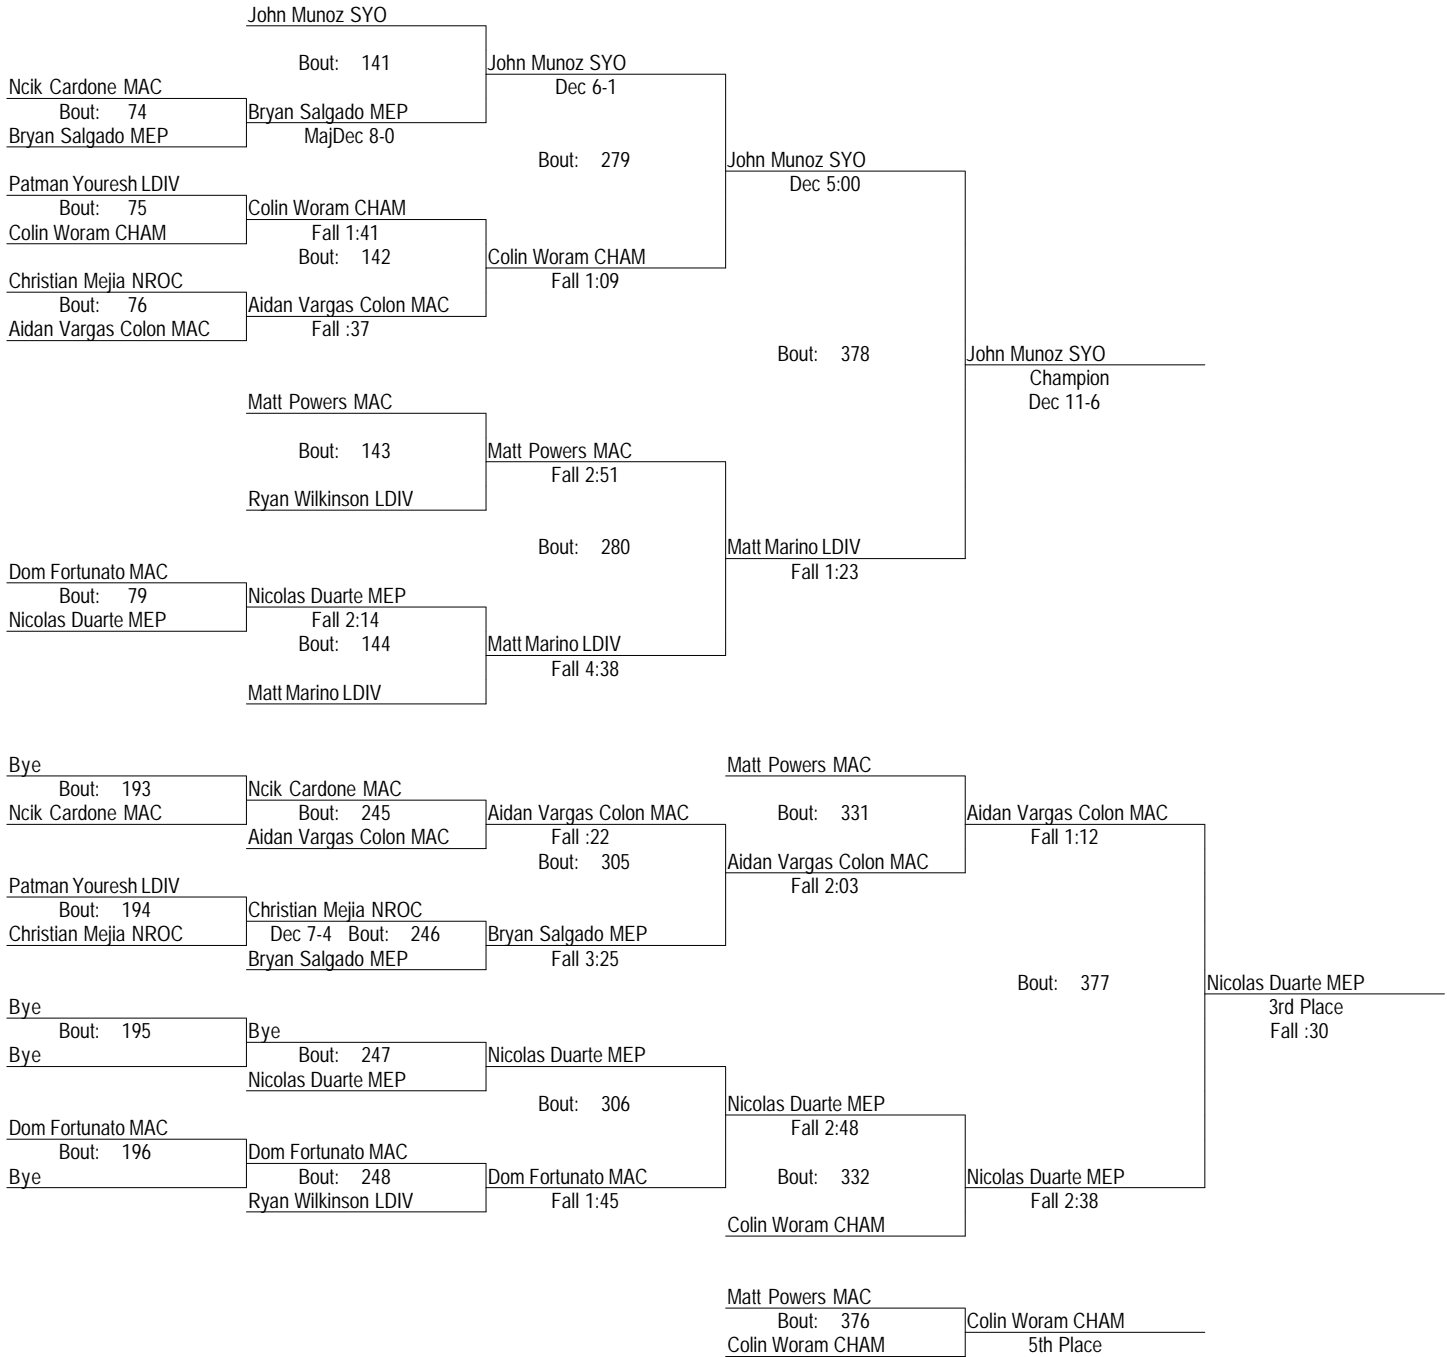 John Munoz SYO
Bout: 141
John Munoz SYO
Dec 6-1
Ncik Cardone MAC
Bout: 74
Bryan Salgado MEP
Bryan Salgado MEP
MajDec 8-0
Bout: 279
John Munoz SYO
Dec 5:00
Patman Youresh LDIV
Bout: 75
Colin Woram CHAM
Colin Woram CHAM
Fall 1:41
Bout: 142
Colin Woram CHAM
Fall 1:09
Christian Mejia NROC
Bout: 76
Aidan Vargas Colon MAC
Aidan Vargas Colon MAC
Fall :37
Bout: 378
John Munoz SYO
Champion
Dec 11-6
Matt Powers MAC
Bout: 143
Matt Powers MAC
Fall 2:51
Ryan Wilkinson LDIV
Bout: 280
Matt Marino LDIV
Fall 1:23
Dom Fortunato MAC
Bout: 79
Nicolas Duarte MEP
Nicolas Duarte MEP
Fall 2:14
Bout: 144
Matt Marino LDIV
Fall 4:38
Matt Marino LDIV
Bye
Bout: 193
Ncik Cardone MAC
Ncik Cardone MAC
Bout: 245
Aidan Vargas Colon MAC
Aidan Vargas Colon MAC
Fall :22
Bout: 305
Matt Powers MAC
Bout: 331
Aidan Vargas Colon MAC
Fall 2:03
Aidan Vargas Colon MAC
Fall 1:12
Patman Youresh LDIV
Bout: 194
Christian Mejia NROC
Christian Mejia NROC
Dec 7-4 Bout: 246
Bryan Salgado MEP
Bryan Salgado MEP
Fall 3:25
Bout: 377
Nicolas Duarte MEP
3rd Place
Fall :30
Bye
Bout: 195
Bye
Bye
Bout: 247
Nicolas Duarte MEP
Nicolas Duarte MEP
Bout: 306
Nicolas Duarte MEP
Fall 2:48
Dom Fortunato MAC
Bout: 196
Bye
Dom Fortunato MAC
Bout: 248
Ryan Wilkinson LDIV
Dom Fortunato MAC
Fall 1:45
Bout: 332
Colin Woram CHAM
Nicolas Duarte MEP
Fall 2:38
Matt Powers MAC
Bout: 376
Colin Woram CHAM
Colin Woram CHAM
5th Place